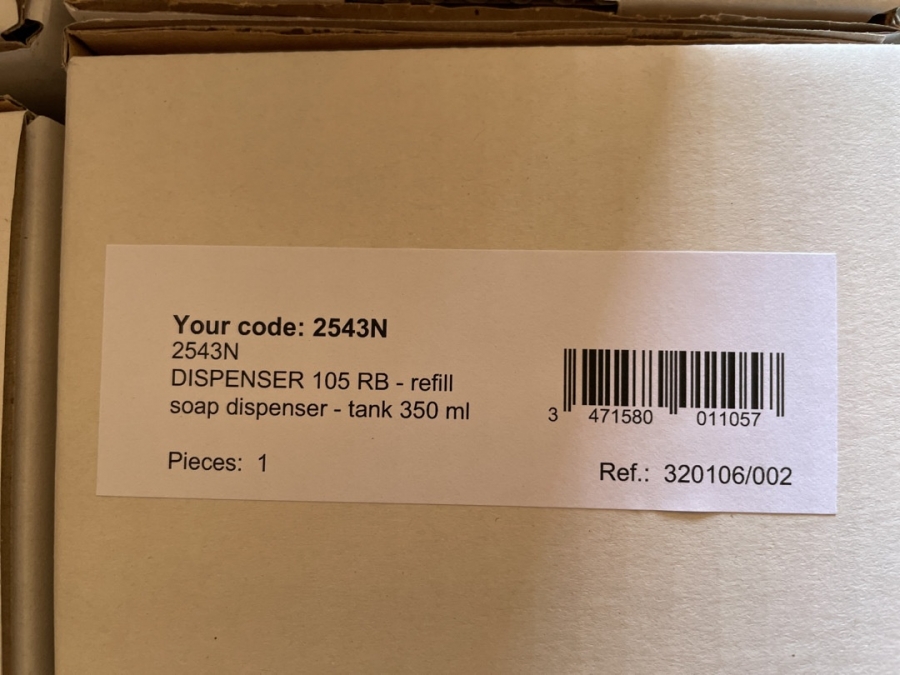 Your code: 2543N
2543N
DISPENSER 105 RB - refill
soap dispenser - tank 350 ml
3 471580 011057
Pieces: 1
Ref.: 320106/002